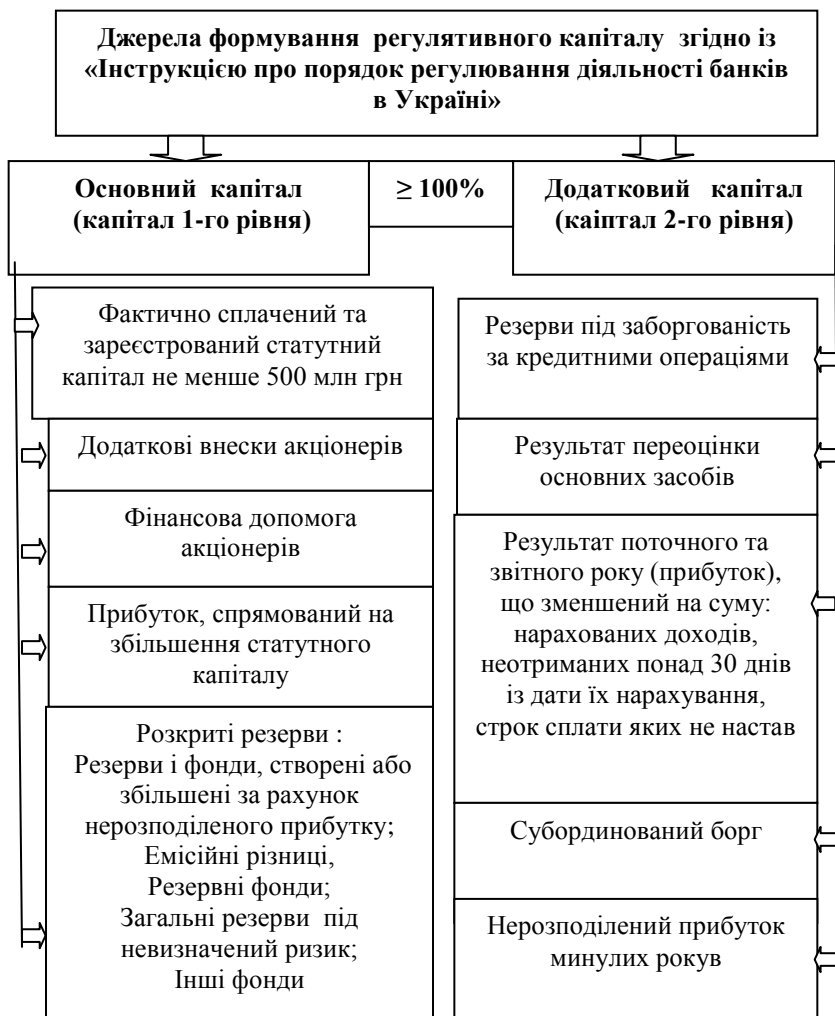 Джерела формування регулятивного капіталу згідно із
«Інструкцією про порядок регулювання діяльності банків
в Україні»
Основний капітал
(капітал 1-го рівня)
≥ 100%
Додатковий капітал
(каіптал 2-го рівня)
Фактично сплачений та
зареєстрований статутний
капітал не менше 500 млн грн
Додаткові внески акціонерів
Фінансова допомога
акціонерів
Прибуток, спрямований на
збільшення статутного
капіталу
Розкриті резерви :
Резерви і фонди, створені або
збільшені за рахунок
нерозподіленого прибутку;
Емісійні різниці,
Резервні фонди;
Загальні резерви під
невизначений ризик;
Інші фонди
Резерви під заборгованість
за кредитними операціями
Результат переоцінки
основних засобів
Результат поточного та
звітного року (прибуток),
що зменшений на суму:
нарахованих доходів,
неотриманих понад 30 днів
із дати їх нарахування,
строк сплати яких не настав
Субординований борг
Нерозподілений прибуток
минулих рокув